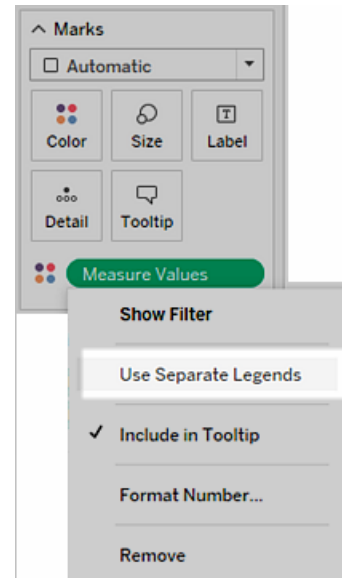 Marks
Automatic
Color Size Label
Detail Tooltip
Measure Values
Show Filter
Use Separate Legends
✓ Include in Tooltip
Format Number...
Remove